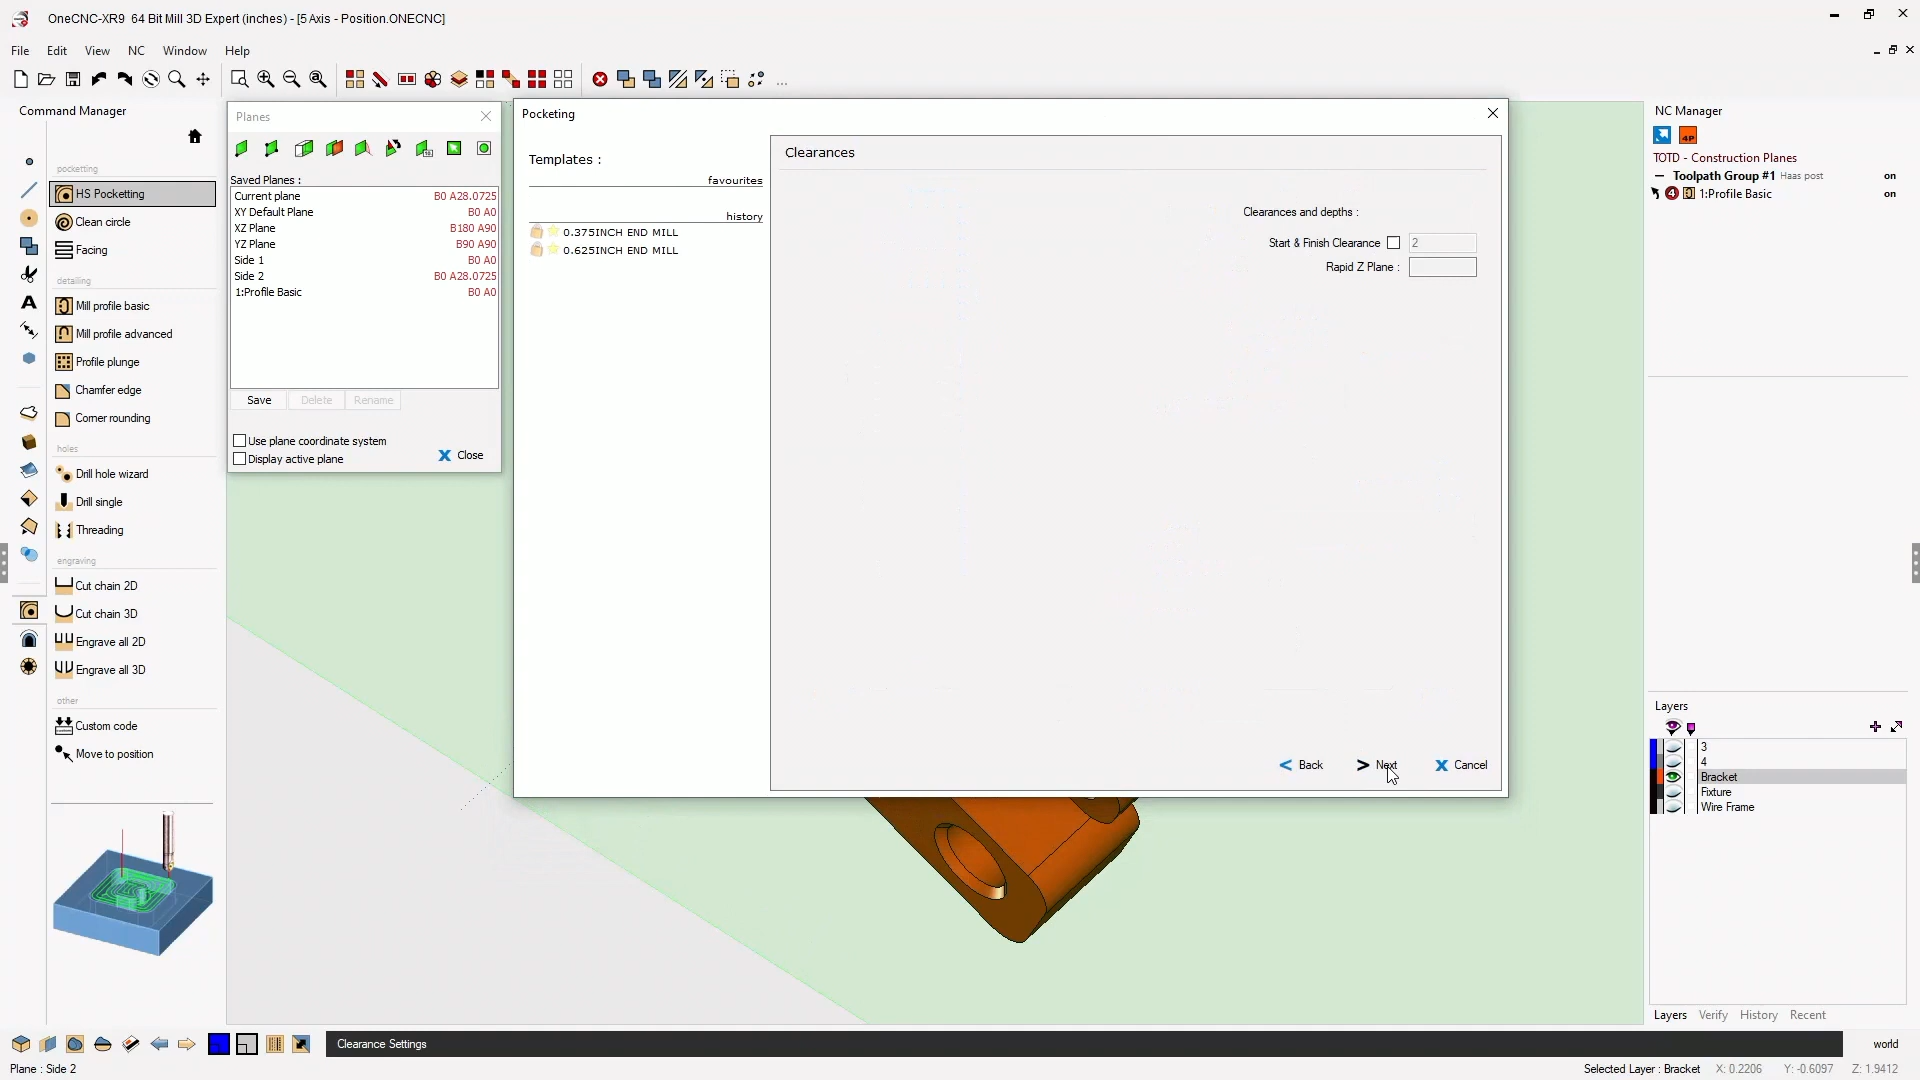 OneCNC-XR9 64 Bit Mill 3D Expert (inches) - [5 Axis - Position.ONECNC]
File Edit View NC Window Help
Command Manager
pocketting
HS Pocketting
Clean circle
Facing
detailing
Mill profile basic
Mill profile advanced
Profile plunge
Chamfer edge
Corner rounding
holes
Drill hole wizard
Drill single
Threading
engraving
Cut chain 2D
Cut chain 3D
Engrave all 2D
Engrave all 3D
other
Custom code
Move to position
Planes
Saved Planes :
Current plane B0 A28.0725
XY Default Plane B0 A0
XZ Plane B180 A90
YZ Plane B90 A90
Side 1 B0 A0
Side 2 B0 A28.0725
1:Profile Basic B0 A0
Save Delete Rename
Use plane coordinate system
Display active plane
X Close
Pocketing
Templates :
favourites
history
0.375INCH END MILL
0.625INCH END MILL
Clearances
Clearances and depths :
Start & Finish Clearance 2
Rapid Z Plane :
< Back > Next X Cancel
NC Manager
4P
TOTD - Construction Planes
Toolpath Group #1 Haas post on
4 1:Profile Basic on
Layers
3
4
Bracket
Fixture
Wire Frame
Layers Verify History Recent
Clearance Settings
world
Plane : Side 2
Selected Layer : Bracket X: 0.2206 Y: -0.6097 Z: 1.9412